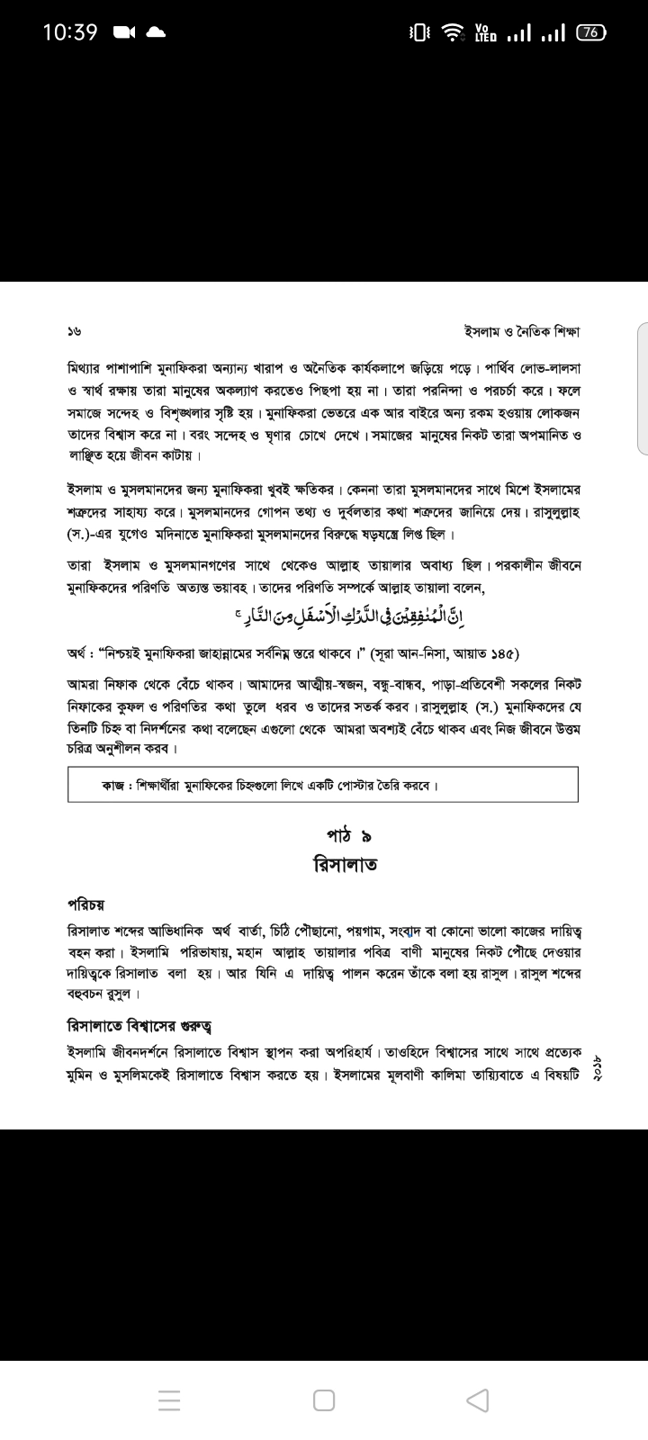 10:39
Vo
LTED
76
১৬
ইসলাম ও নৈতিক শিক্ষা
মিথ্যার পাশাপাশি মুনাফিকরা অন্যান্য খারাপ ও অনৈতিক কার্যকলাপে জড়িয়ে পড়ে। পার্থিব লোভ-লালসা
ও স্বার্থ রক্ষায় তারা মানুষের অকল্যাণ করতেও পিছপা হয় না। তারা পরনিন্দা ও পরচর্চা করে। ফলে
সমাজে সন্দেহ ও বিশৃঙ্খলার সৃষ্টি হয়। মুনাফিকরা ভেতরে এক আর বাইরে অন্য রকম হওয়ায় লোকজন
তাদের বিশ্বাস করে না। বরং সন্দেহ ও ঘৃণার চোখে দেখে। সমাজের মানুষের নিকট তারা অপমানিত ও
লাঞ্ছিত হয়ে জীবন কাটায়।
ইসলাম ও মুসলমানদের জন্য মুনাফিকরা খুবই ক্ষতিকর। কেননা তারা মুসলমানদের সাথে মিশে ইসলামের
শত্রুদের সাহায্য করে। মুসলমানদের গোপন তথ্য ও দুর্বলতার কথা শত্রুদের জানিয়ে দেয়। রাসুলুল্লাহ
(স.)-এর যুগেও মদিনাতে মুনাফিকরা মুসলমানদের বিরুদ্ধে ষড়যন্ত্রে লিপ্ত ছিল।
তারা ইসলাম ও মুসলমানগণের সাথে থেকেও আল্লাহ তায়ালার অবাধ্য ছিল। পরকালীন জীবনে
মুনাফিকদের পরিণতি অত্যন্ত ভয়াবহ। তাদের পরিণতি সম্পর্কে আল্লাহ তায়ালা বলেন,
اِنَّ الْمُنٰفِقِيْنَ فِى الدَّرْكِ الْاَسْفَلِ مِنَ النَّارِ ۚ
অর্থ : “নিশ্চয়ই মুনাফিকরা জাহান্নামের সর্বনিম্ন স্তরে থাকবে।” (সূরা আন-নিসা, আয়াত ১৪৫)
আমরা নিফাক থেকে বেঁচে থাকব। আমাদের আত্মীয়-স্বজন, বন্ধু-বান্ধব, পাড়া-প্রতিবেশী সকলের নিকট
নিফাকের কুফল ও পরিণতির কথা তুলে ধরব ও তাদের সতর্ক করব। রাসুলুল্লাহ (স.) মুনাফিকদের যে
তিনটি চিহ্ন বা নিদর্শনের কথা বলেছেন এগুলো থেকে আমরা অবশ্যই বেঁচে থাকব এবং নিজ জীবনে উত্তম
চরিত্র অনুশীলন করব।
কাজ : শিক্ষার্থীরা মুনাফিকের চিহ্নগুলো লিখে একটি পোস্টার তৈরি করবে।
পাঠ ৯
রিসালাত
পরিচয়
রিসালাত শব্দের আভিধানিক অর্থ বার্তা, চিঠি পৌঁছানো, পয়গাম, সংবাদ বা কোনো ভালো কাজের দায়িত্ব
বহন করা। ইসলামি পরিভাষায়, মহান আল্লাহ তায়ালার পবিত্র বাণী মানুষের নিকট পৌঁছে দেওয়ার
দায়িত্বকে রিসালাত বলা হয়। আর যিনি এ দায়িত্ব পালন করেন তাঁকে বলা হয় রাসুল। রাসুল শব্দের
বহুবচন রুসুল।
রিসালাতে বিশ্বাসের গুরুত্ব
ইসলামি জীবনদর্শনে রিসালাতে বিশ্বাস স্থাপন করা অপরিহার্য। তাওহিদে বিশ্বাসের সাথে সাথে প্রত্যেক
মুমিন ও মুসলিমকেই রিসালাতে বিশ্বাস করতে হয়। ইসলামের মূলবাণী কালিমা তায়্যিবাতে এ বিষয়টি
২০১৮